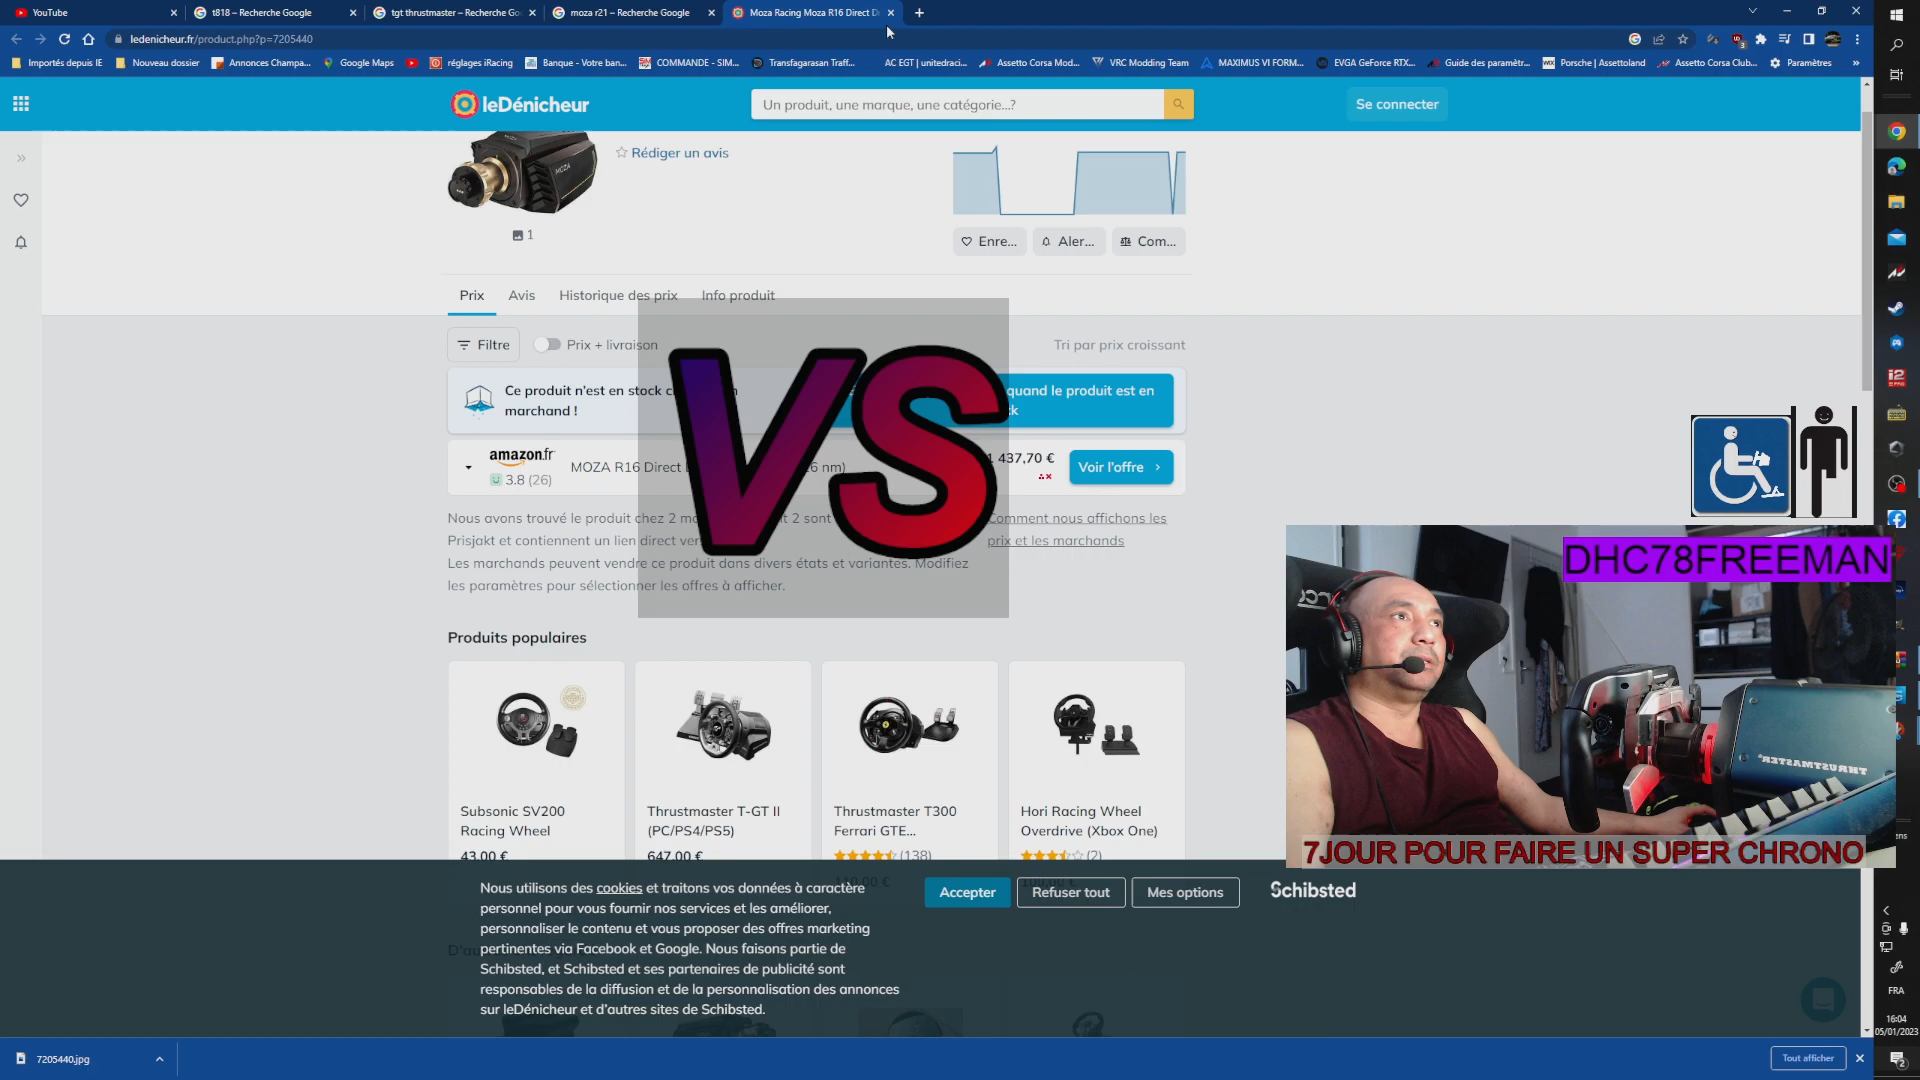 YouTube
t818 – Recherche Google
tgt thrustmaster – Recherche Go
moza r21 – Recherche Google
Moza Racing Moza R16 Direct D
ledenicheur.fr/product.php?p=7205440
Importés depuis IE
Nouveau dossier
Annonces Champa...
Google Maps
réglages iRacing
Banque - Votre ban...
COMMANDE - SIM...
Transfagarasan Traff...
AC EGT | unitedraci...
Assetto Corsa Mod...
VRC Modding Team
MAXIMUS VI FORM...
EVGA GeForce RTX...
Guide des paramètr...
Porsche | Assettoland
Assetto Corsa Club...
Paramètres
leDénicheur
Un produit, une marque, une catégorie...?
Se connecter
MOZA
Rédiger un avis
1
Enre...
Aler...
Com...
Prix
Avis
Historique des prix
Info produit
Filtre
Prix + livraison
Tri par prix croissant
Ce produit n'est en stock
marchand !
quand le produit est en
VS
amazon.fr
3.8 (26)
MOZA R16 Direct
nm)
1 437,70 €
Voir l'offre
Nous avons trouvé le produit chez 2
2 sont
Comment nous affichons les
prix et les marchands
Prisjakt et contiennent un lien direct
Les marchands peuvent vendre ce produit dans divers états et variantes. Modifiez
les paramètres pour sélectionner les offres à afficher.
DHC78FREEMAN
THRUSTMASTER
7JOUR POUR FAIRE UN SUPER CHRONO
Produits populaires
Subsonic SV200
Racing Wheel
43,00 €
Thrustmaster T-GT II
(PC/PS4/PS5)
647,00 €
Thrustmaster T300
Ferrari GTE...
(138)
Hori Racing Wheel
Overdrive (Xbox One)
(2)
Nous utilisons des cookies et traitons vos données à caractère
personnel pour vous fournir nos services et les améliorer,
personnaliser le contenu et vous proposer des offres marketing
pertinentes via Facebook et Google. Nous faisons partie de
Schibsted, et Schibsted et ses partenaires de publicité sont
responsables de la diffusion et de la personnalisation des annonces
sur leDénicheur et d'autres sites de Schibsted.
Accepter
Refuser tout
Mes options
Schibsted
FRA
16:04
05/01/2023
7205440.jpg
Tout afficher
2